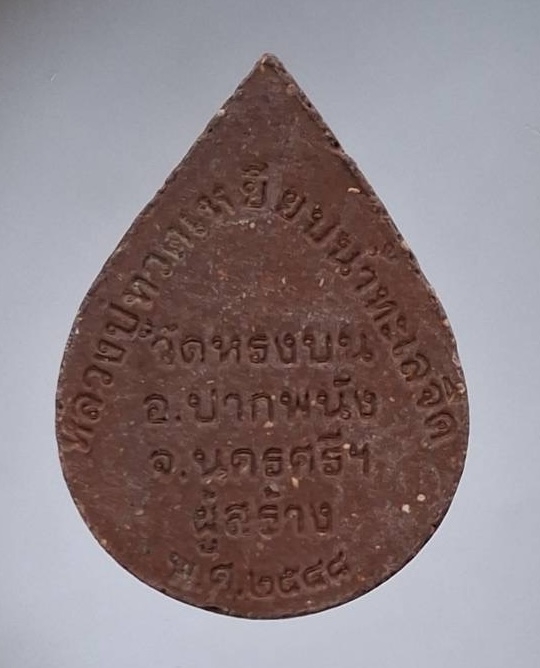 หลวงปู่ทวดเหยียบน้ำทะเลจืด
วัดหรงบน
อ.ปากพนัง
จ.นครศรีฯ
ผู้สร้าง
พ.ศ.๒๕๔๘